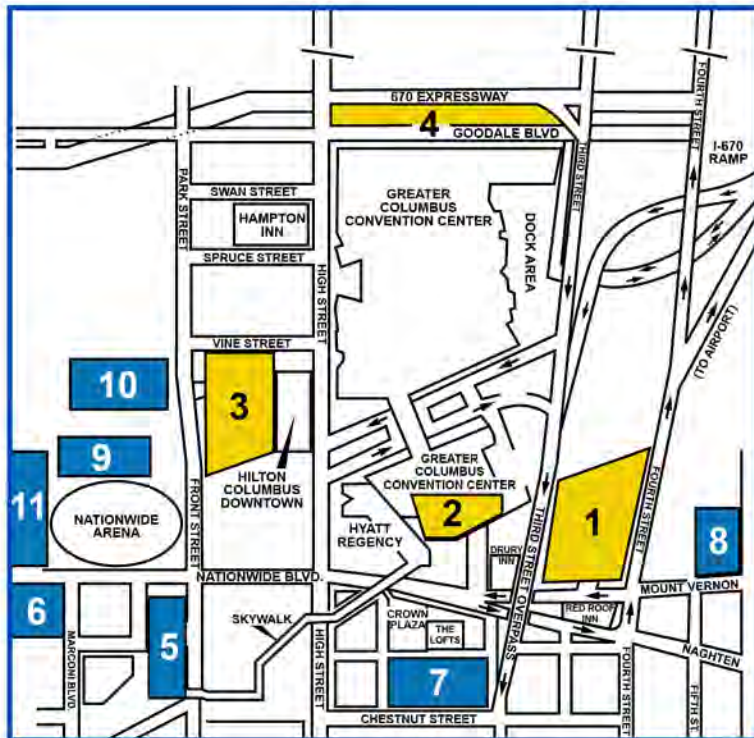 670 EXPRESSWAY
4
GOODALE BLVD
FOURTH STREET
I-670
RAMP
THIRD STREET
PARK STREET
SWAN STREET
HAMPTON
INN
GREATER
COLUMBUS
CONVENTION CENTER
DOCK AREA
SPRUCE STREET
HIGH STREET
VINE STREET
(TO AIRPORT)
10
3
9
HILTON
COLUMBUS
DOWNTOWN
GREATER
COLUMBUS
CONVENTION CENTER
2
1
FOURTH STREET
11
NATIONWIDE
ARENA
FRONT STREET
HYATT
REGENCY
THIRD STREET OVERPASS
DRURY
INN
8
NATIONWIDE BLVD.
MOUNT VERNON
6
5
SKYWALK
CROWN
PLAZA
THE
LOFTS
RED ROOF
INN
NAGHTEN
MARCONI BLVD.
HIGH STREET
7
FOURTH STREET
FIFTH ST.
CHESTNUT STREET